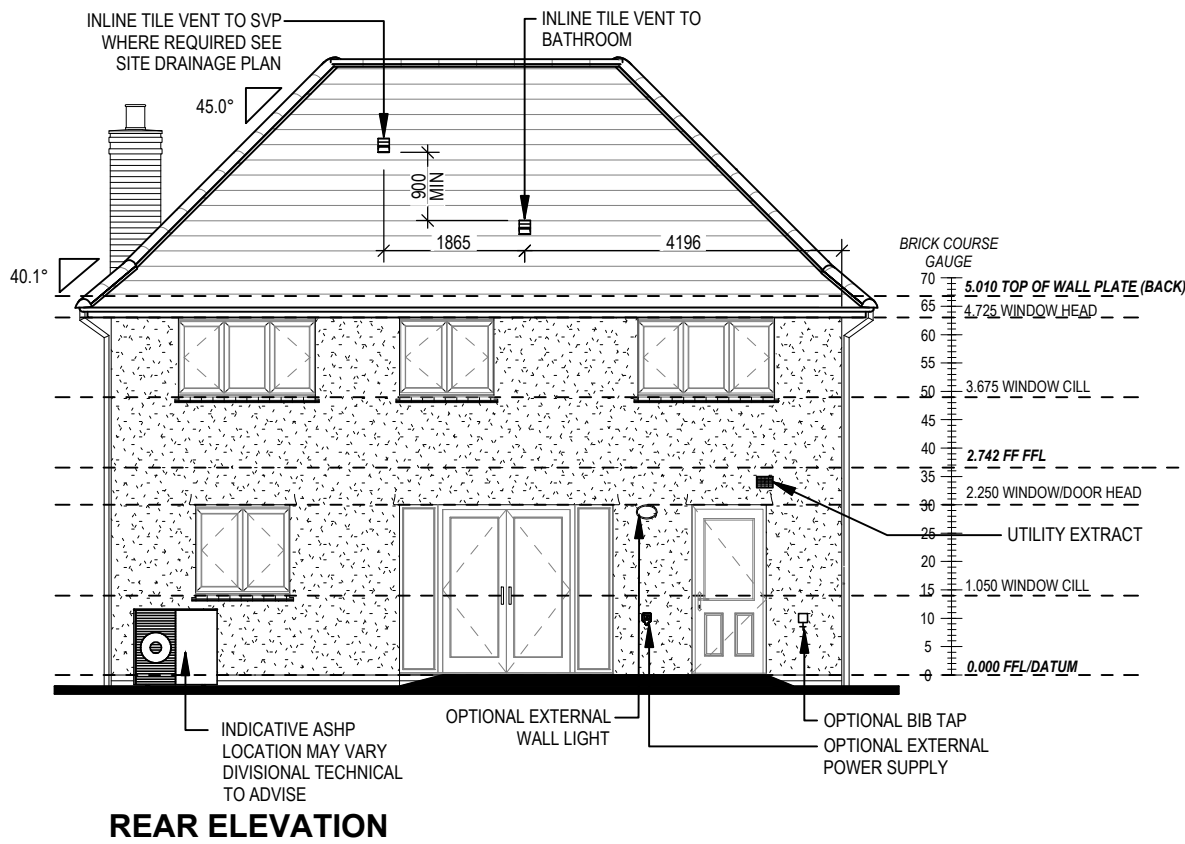 INLINE TILE VENT TO SVP
WHERE REQUIRED SEE
SITE DRAINAGE PLAN
INLINE TILE VENT TO
BATHROOM
45.0°
900
MIN
1865
4196
40.1°
BRICK COURSE
GAUGE
70
65
60
55
50
45
40
35
30
25
20
15
10
5
0
5.010 TOP OF WALL PLATE (BACK)
4.725 WINDOW HEAD
3.675 WINDOW CILL
2.742 FF FFL
2.250 WINDOW/DOOR HEAD
UTILITY EXTRACT
1.050 WINDOW CILL
0.000 FFL/DATUM
OPTIONAL EXTERNAL
WALL LIGHT
OPTIONAL BIB TAP
OPTIONAL EXTERNAL
POWER SUPPLY
INDICATIVE ASHP
LOCATION MAY VARY
DIVISIONAL TECHNICAL
TO ADVISE
REAR ELEVATION